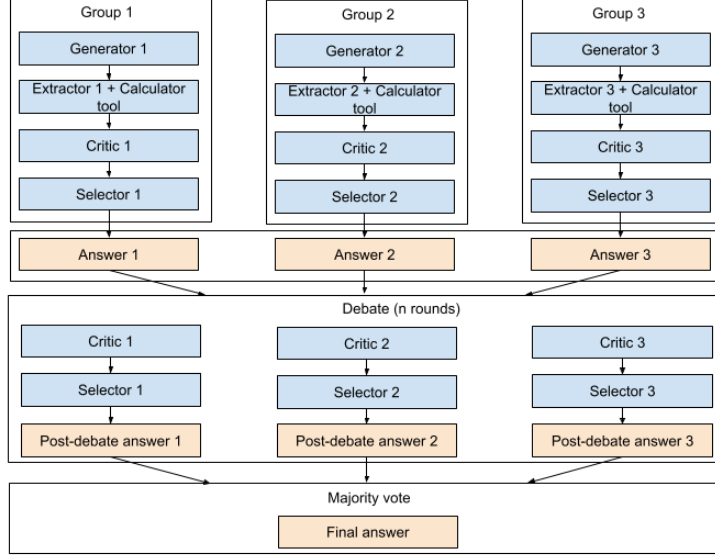 Group 1
Generator 1
Extractor 1 + Calculator
tool
Critic 1
Selector 1
Group 2
Generator 2
Extractor 2 + Calculator
tool
Critic 2
Selector 2
Group 3
Generator 3
Extractor 3 + Calculator
tool
Critic 3
Selector 3
Answer 1
Answer 2
Answer 3
Debate (n rounds)
Critic 1
Selector 1
Post-debate answer 1
Critic 2
Selector 2
Post-debate answer 2
Critic 3
Selector 3
Post-debate answer 3
Majority vote
Final answer